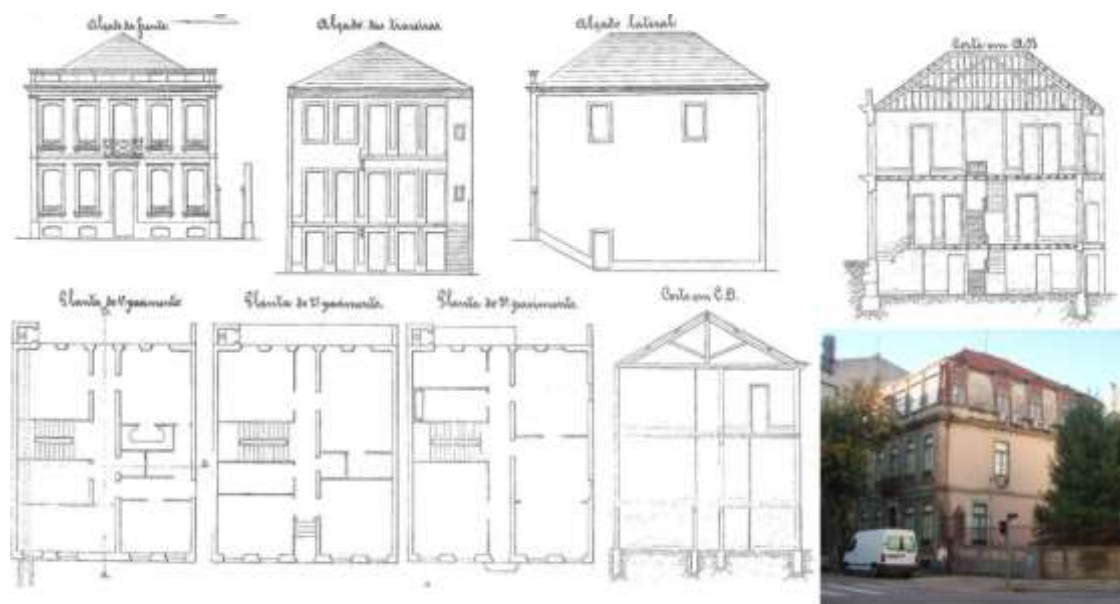 Alçado da frente.
Alçado das traseiras
Alçado lateral.
Corte em A.B
Planta do 1º pavimento
Planta do 2º pavimento.
Planta do 3º pavimento.
Corte em C.D.